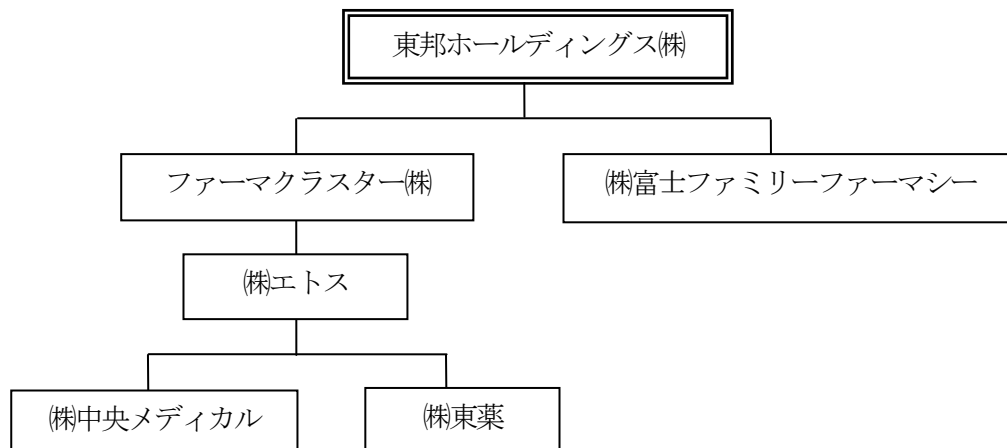 東邦ホールディングス㈱
ファーマクラスター㈱
㈱富士ファミリーファーマシー
㈱エトス
㈱中央メディカル
㈱東薬